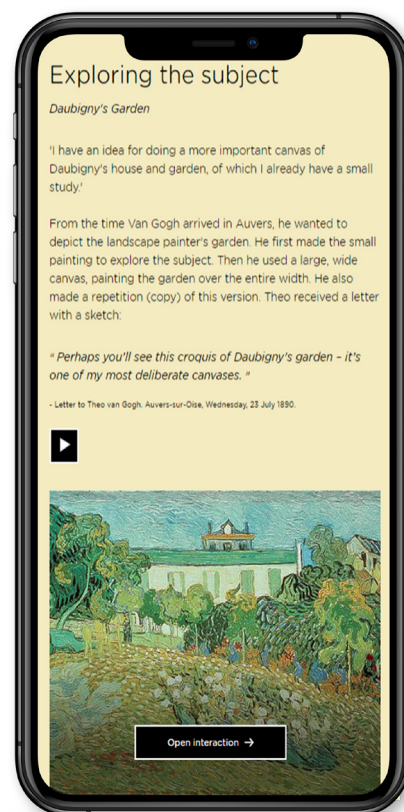 Exploring the subject
Daubigny's Garden
'I have an idea for doing a more important canvas of
Daubigny's house and garden, of which I already have a small
study.'
From the time Van Gogh arrived in Auvers, he wanted to
depict the landscape painter's garden. He first made the small
painting to explore the subject. Then he used a large, wide
canvas, painting the garden over the entire width. He also
made a repetition (copy) of this version. Theo received a letter
with a sketch:
“ Perhaps you'll see this croquis of Daubigny's garden – it's
one of my most deliberate canvases. “
- Letter to Theo van Gogh. Auvers-sur-Oise, Wednesday, 23 July 1890.
Open interaction →